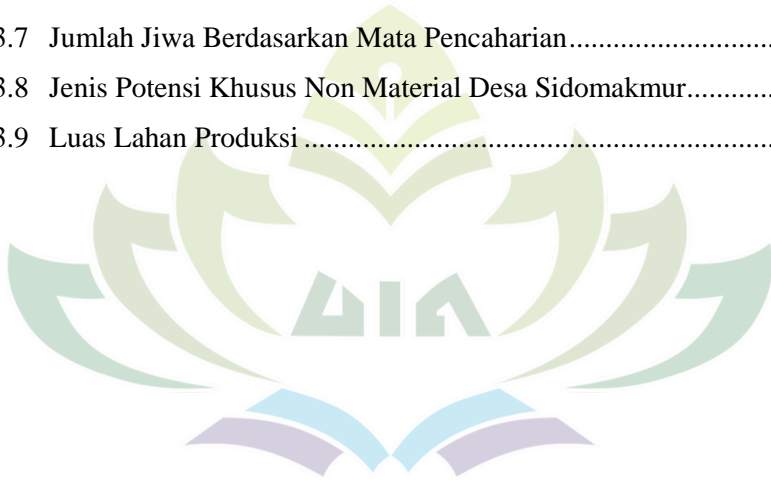 3.7 Jumlah Jiwa Berdasarkan Mata Pencaharian.........................
3.8 Jenis Potensi Khusus Non Material Desa Sidomakmur...........
3.9 Luas Lahan Produksi ............................................................
UIN